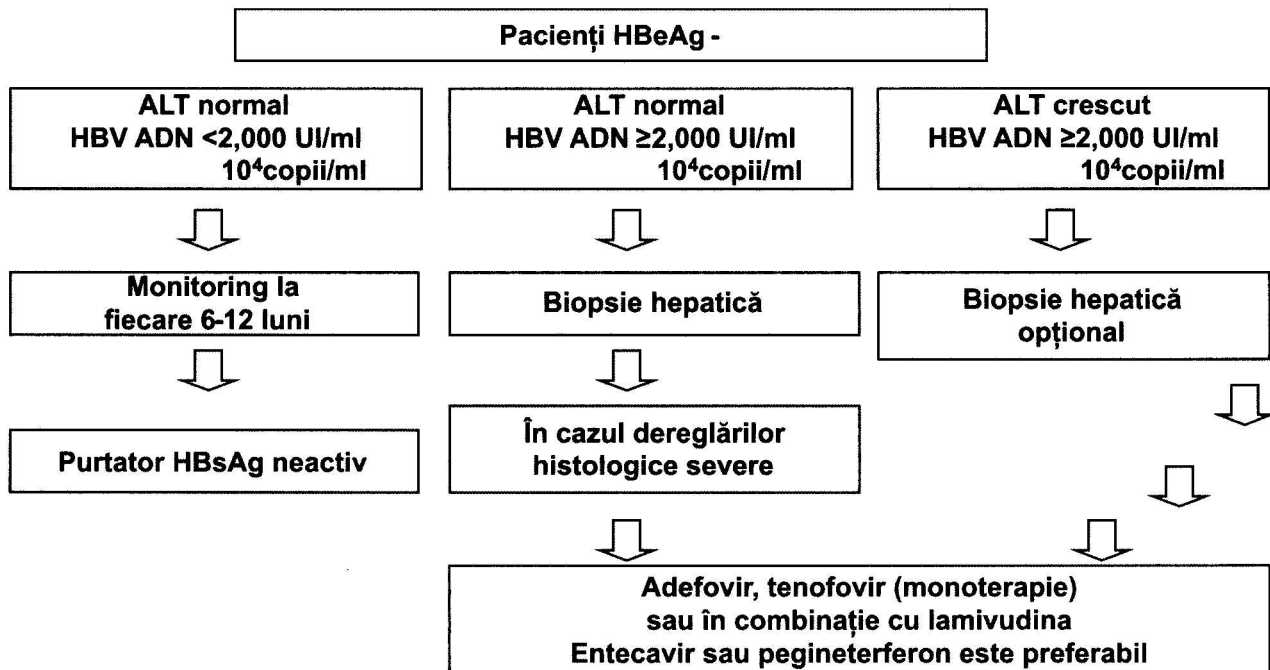 Pacienți HBeAg -
ALT normal
HBV ADN <2,000 UI/ml
10⁴copii/ml
ALT normal
HBV ADN ≥2,000 UI/ml
10⁴copii/ml
ALT crescut
HBV ADN ≥2,000 UI/ml
10⁴copii/ml
Monitoring la
fiecare 6-12 luni
Biopsie hepatică
Biopsie hepatică
opțional
Purtator HBsAg neactiv
În cazul dereglărilor
histologice severe
Adefovir, tenofovir (monoterapie)
sau în combinație cu lamivudina
Entecavir sau pegineterferon este preferabil